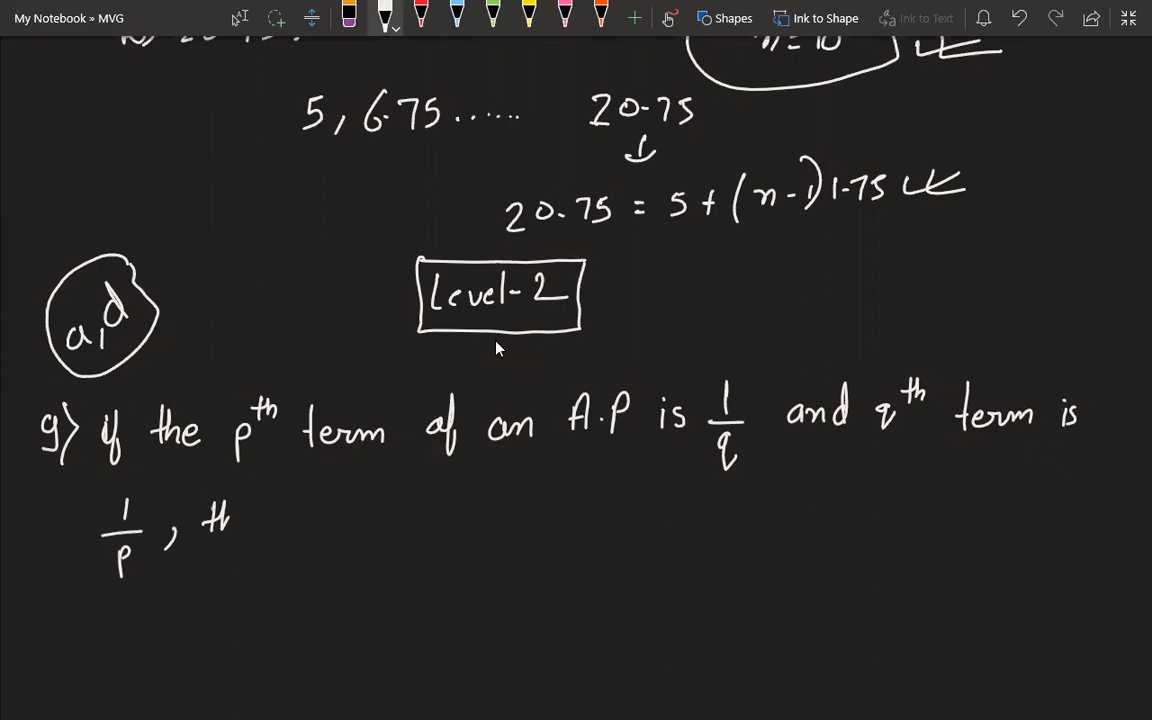 My Notebook » MVG
Shapes
Ink to Shape
Ink to Text
n = 10
5, 6.75 ...... 20.75
20.75 = 5 + (n-1) 1.75
Level-2
a, d
9) if the pth term of an A.P is 1/q and qth term is
1/p, th